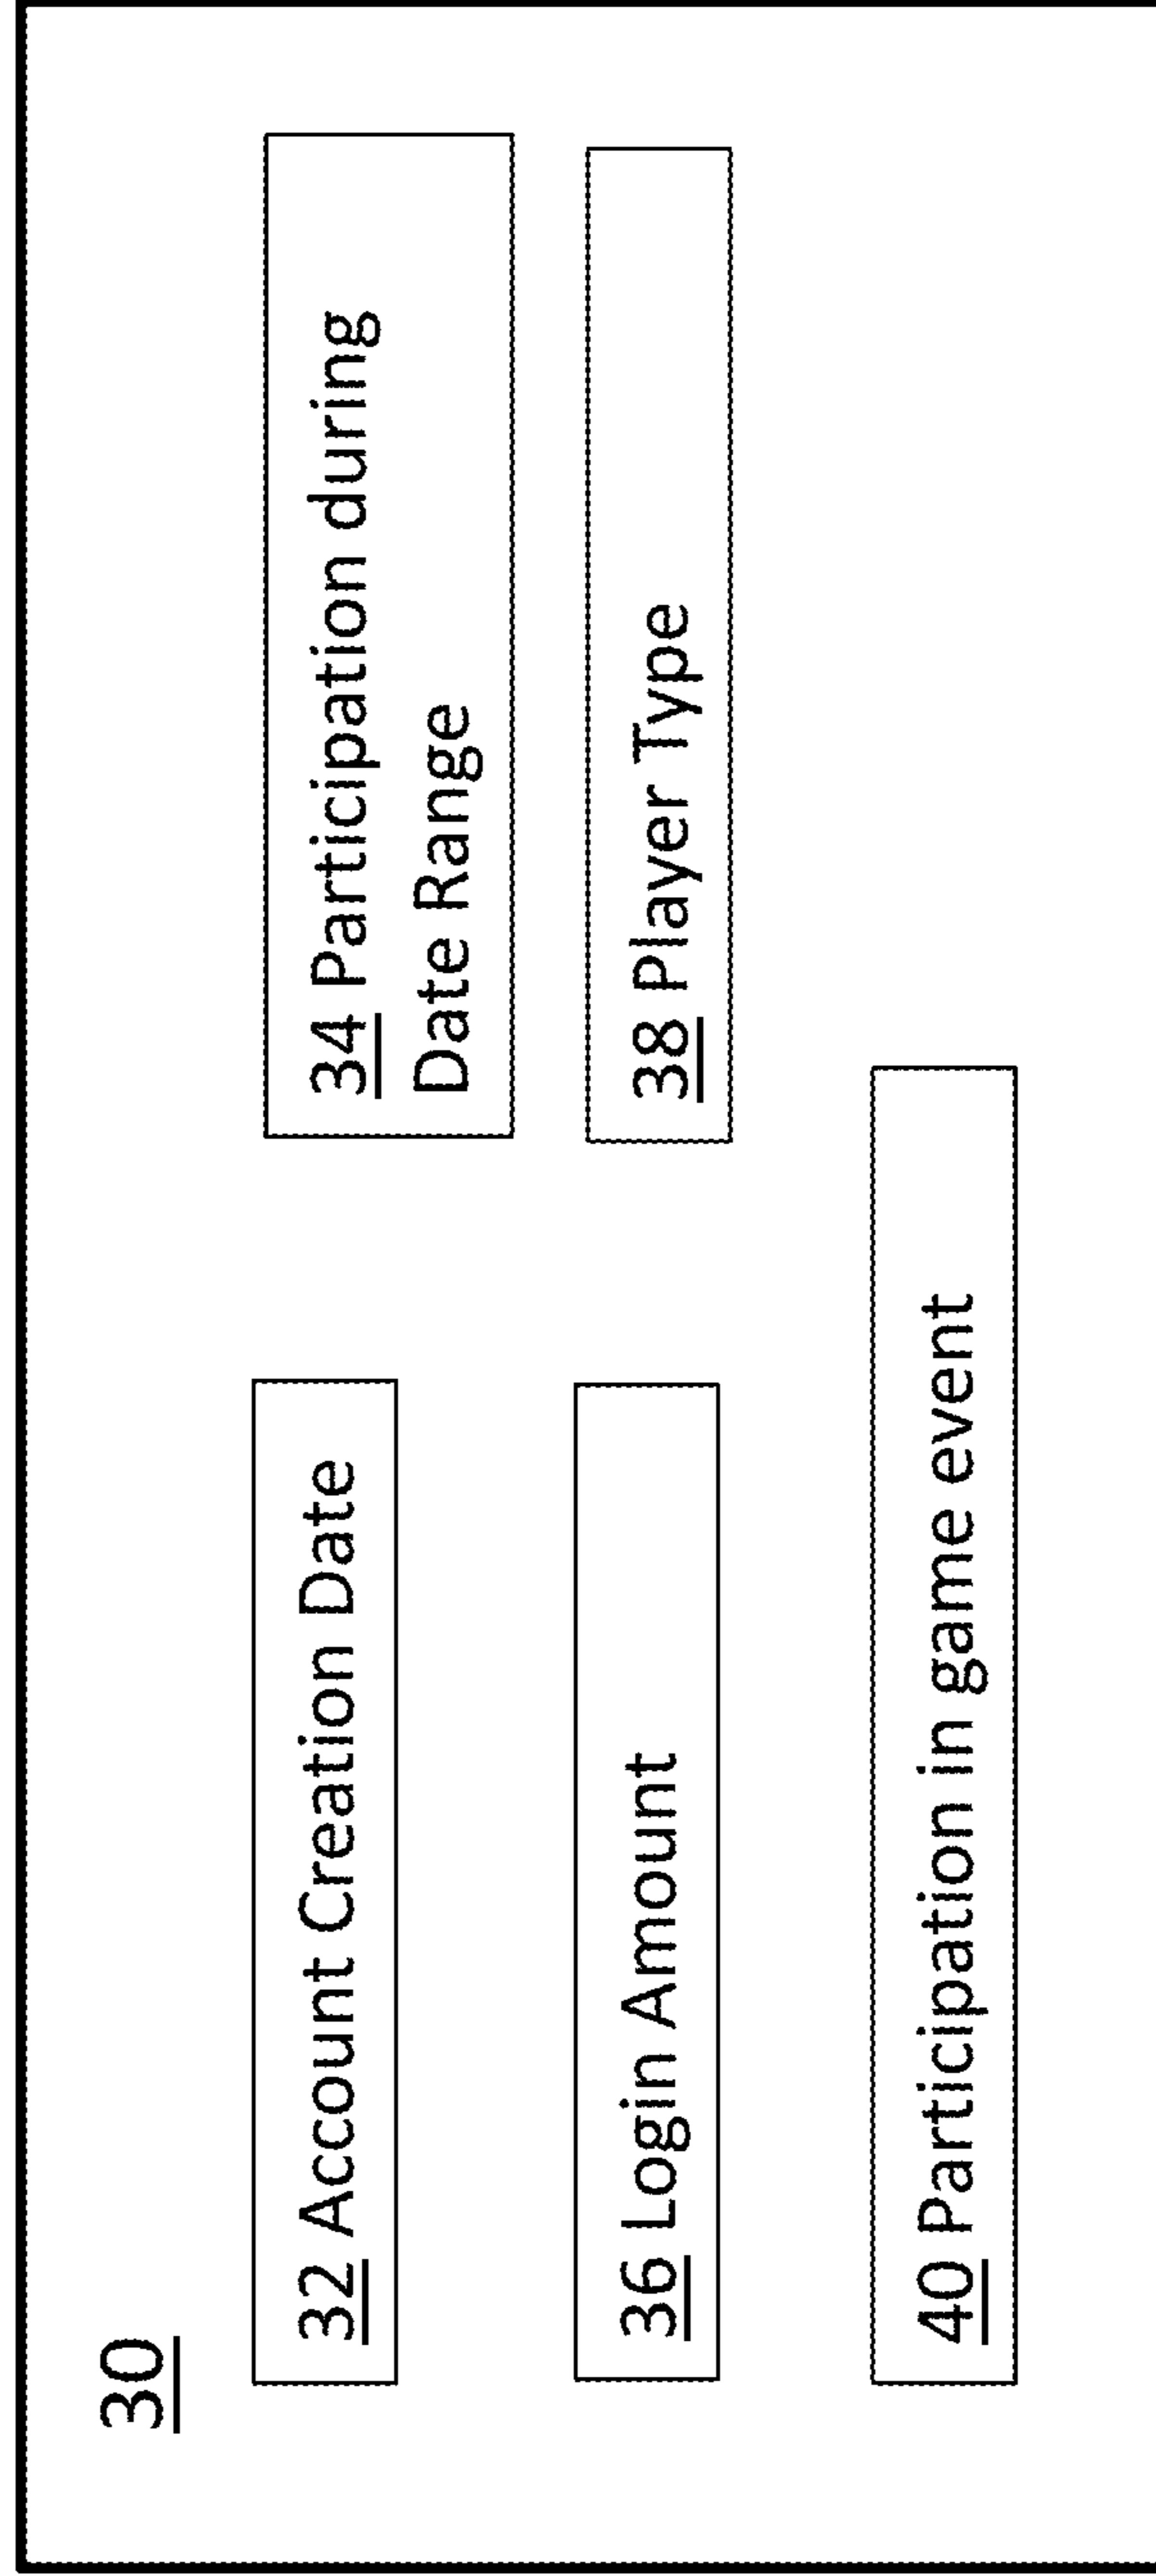 30
32 Account Creation Date
34 Participation during
Date Range
36 Login Amount
38 Player Type
40 Participation in game event